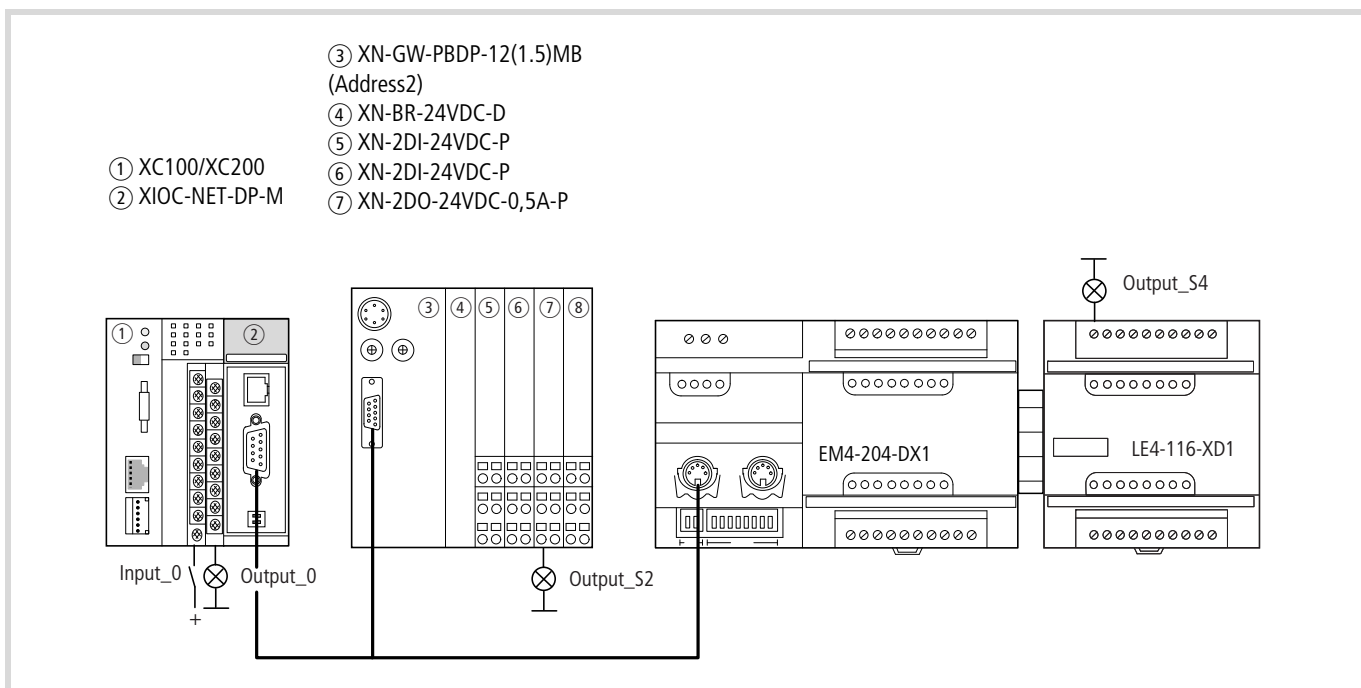 ③ XN-GW-PBDP-12(1.5)MB
(Address2)
④ XN-BR-24VDC-D
⑤ XN-2DI-24VDC-P
⑥ XN-2DI-24VDC-P
⑦ XN-2DO-24VDC-0,5A-P
① XC100/XC200
② XIOC-NET-DP-M
Output_S4
① ②
③ ④ ⑤ ⑥ ⑦ ⑧
EM4-204-DX1
LE4-116-XD1
Input_0
Output_0
+
Output_S2